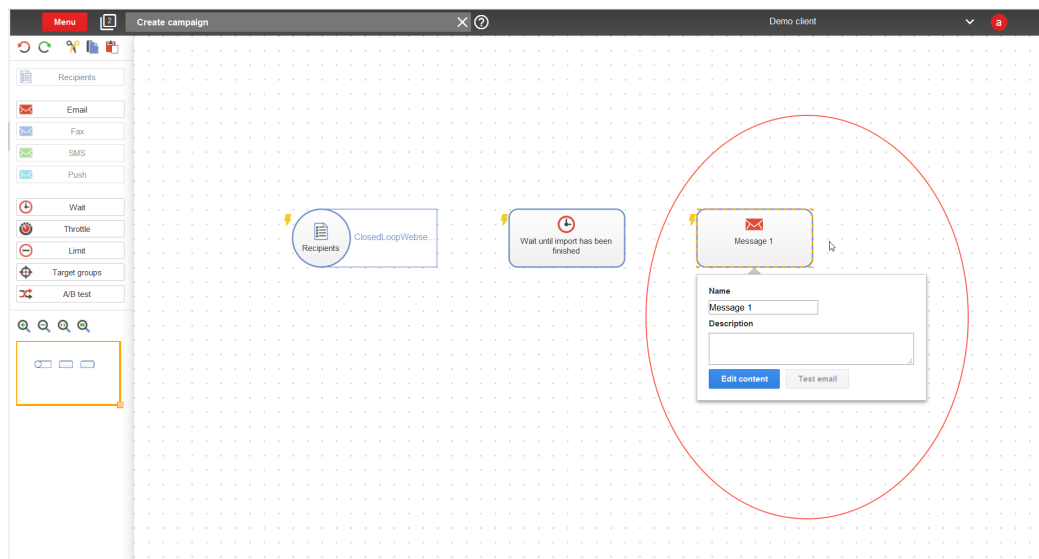 Menu
2
Create campaign
?
Demo client
a
Recipients
Email
Fax
SMS
Push
Wait
Throttle
Limit
Target groups
A/B test
Recipients
ClosedLoopWebse...
Wait until import has been
finished
Message 1
Name
Message 1
Description
Edit content
Test email